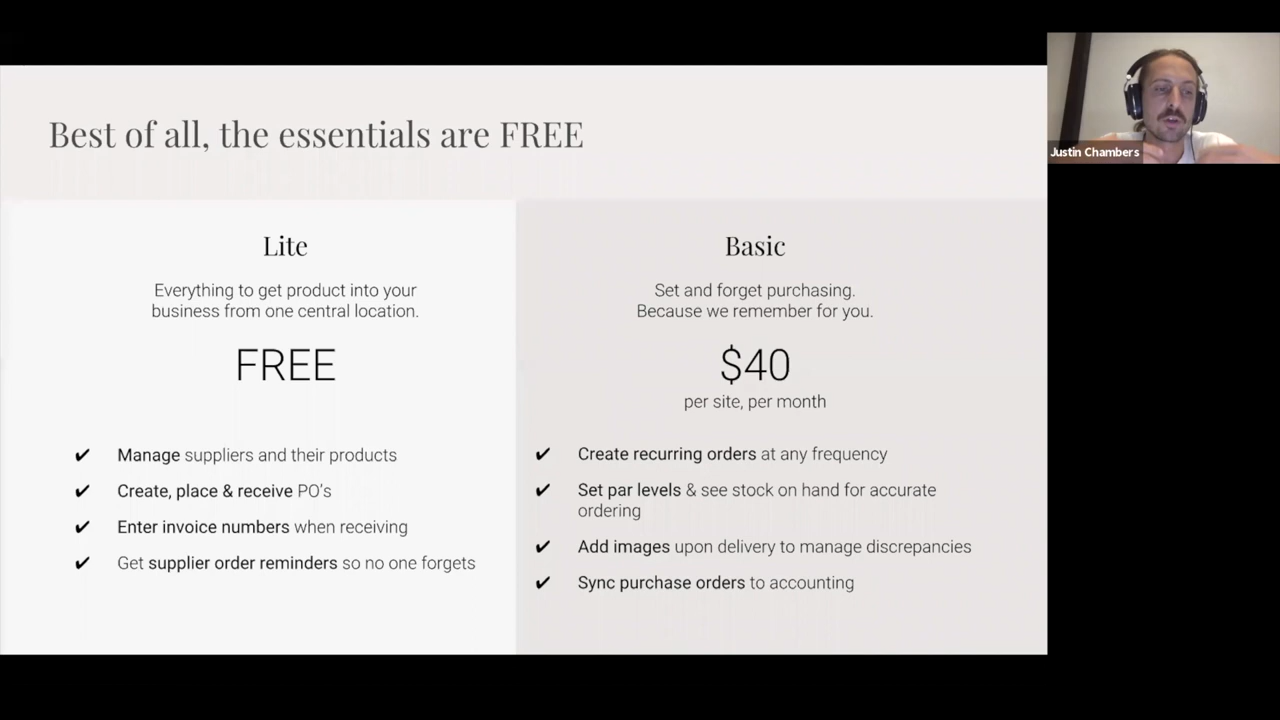 Best of all, the essentials are FREE
Justin Chambers
Lite
Everything to get product into your
business from one central location.
FREE
✔ Manage suppliers and their products
✔ Create, place & receive PO's
✔ Enter invoice numbers when receiving
✔ Get supplier order reminders so no one forgets
Basic
Set and forget purchasing.
Because we remember for you.
$40
per site, per month
✔ Create recurring orders at any frequency
✔ Set par levels & see stock on hand for accurate
ordering
✔ Add images upon delivery to manage discrepancies
✔ Sync purchase orders to accounting